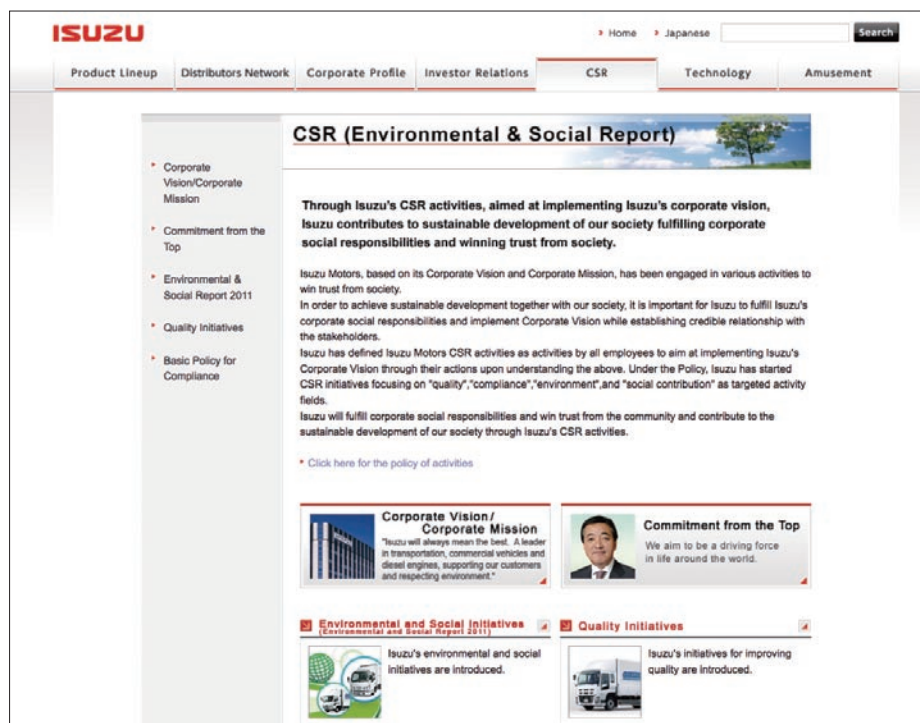 ISUZU
Home
Japanese
Search
Product Lineup
Distributors Network
Corporate Profile
Investor Relations
CSR
Technology
Amusement
CSR (Environmental & Social Report)
Corporate
Vision/Corporate
Mission
Commitment from the
Top
Environmental &
Social Report 2011
Quality Initiatives
Basic Policy for
Compliance
Through Isuzu's CSR activities, aimed at implementing Isuzu's corporate vision,
Isuzu contributes to sustainable development of our society fulfilling corporate
social responsibilities and winning trust from society.
Isuzu Motors, based on its Corporate Vision and Corporate Mission, has been engaged in various activities to
win trust from society.
In order to achieve sustainable development together with our society, it is important for Isuzu to fulfill Isuzu's
corporate social responsibilities and implement Corporate Vision while establishing credible relationship with
the stakeholders.
Isuzu has defined Isuzu Motors CSR activities as activities by all employees to aim at implementing Isuzu's
Corporate Vision through their actions upon understanding the above. Under the Policy, Isuzu has started
CSR initiatives focusing on "quality","compliance","environment",and "social contribution" as targeted activity
fields.
Isuzu will fulfill corporate social responsibilities and win trust from the community and contribute to the
sustainable development of our society through Isuzu's CSR activities.
Click here for the policy of activities
Corporate Vision/
Corporate Mission
"Isuzu will always mean the best. A leader
in transportation, commercial vehicles and
diesel engines, supporting our customers
and respecting environment."
Commitment from the Top
We aim to be a driving force
in life around the world.
Environmental and Social Initiatives
(Environmental and Social Report 2011)
Isuzu's environmental and social
initiatives are introduced.
Quality Initiatives
Isuzu's initiatives for improving
quality are introduced.